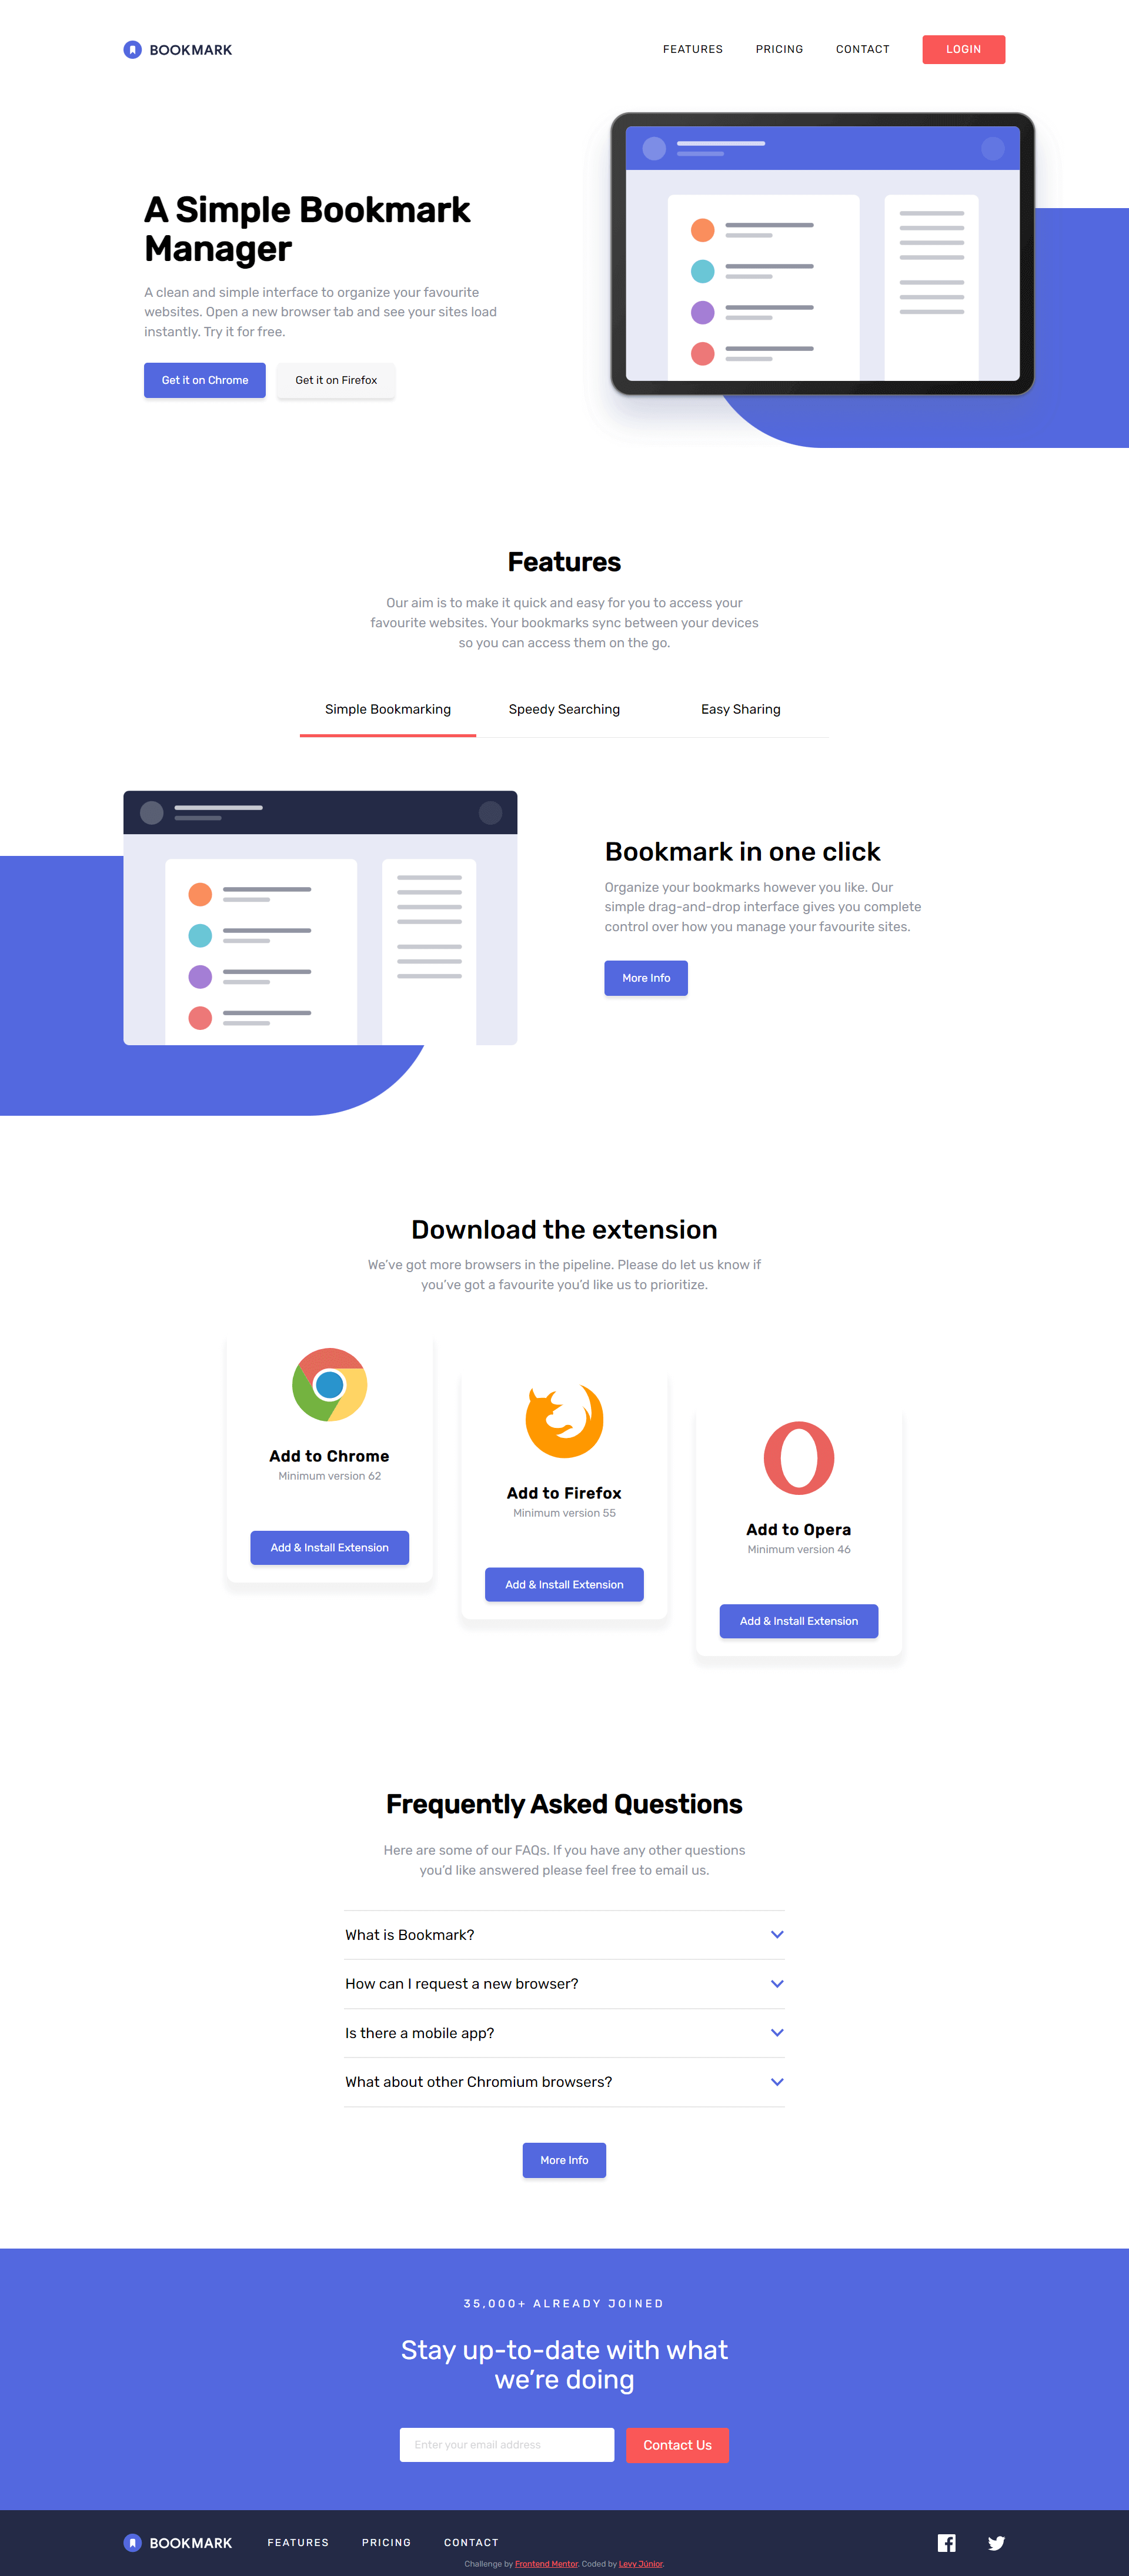 BOOKMARK
FEATURES
PRICING
CONTACT
LOGIN
A Simple Bookmark
Manager
A clean and simple interface to organize your favourite
websites. Open a new browser tab and see your sites load
instantly. Try it for free.
Get it on Chrome
Get it on Firefox
Features
Our aim is to make it quick and easy for you to access your
favourite websites. Your bookmarks sync between your devices
so you can access them on the go.
Simple Bookmarking
Speedy Searching
Easy Sharing
Bookmark in one click
Organize your bookmarks however you like. Our
simple drag-and-drop interface gives you complete
control over how you manage your favourite sites.
More Info
Download the extension
We've got more browsers in the pipeline. Please do let us know if
you've got a favourite you'd like us to prioritize.
Add to Chrome
Minimum version 62
Add & Install Extension
Add to Firefox
Minimum version 55
Add & Install Extension
Add to Opera
Minimum version 46
Add & Install Extension
Frequently Asked Questions
Here are some of our FAQs. If you have any other questions
you'd like answered please feel free to email us.
What is Bookmark?
How can I request a new browser?
Is there a mobile app?
What about other Chromium browsers?
More Info
35,000+ ALREADY JOINED
Stay up-to-date with what
we're doing
Enter your email address
Contact Us
BOOKMARK
FEATURES
PRICING
CONTACT
Challenge by Frontend Mentor. Coded by Levy Júnior.